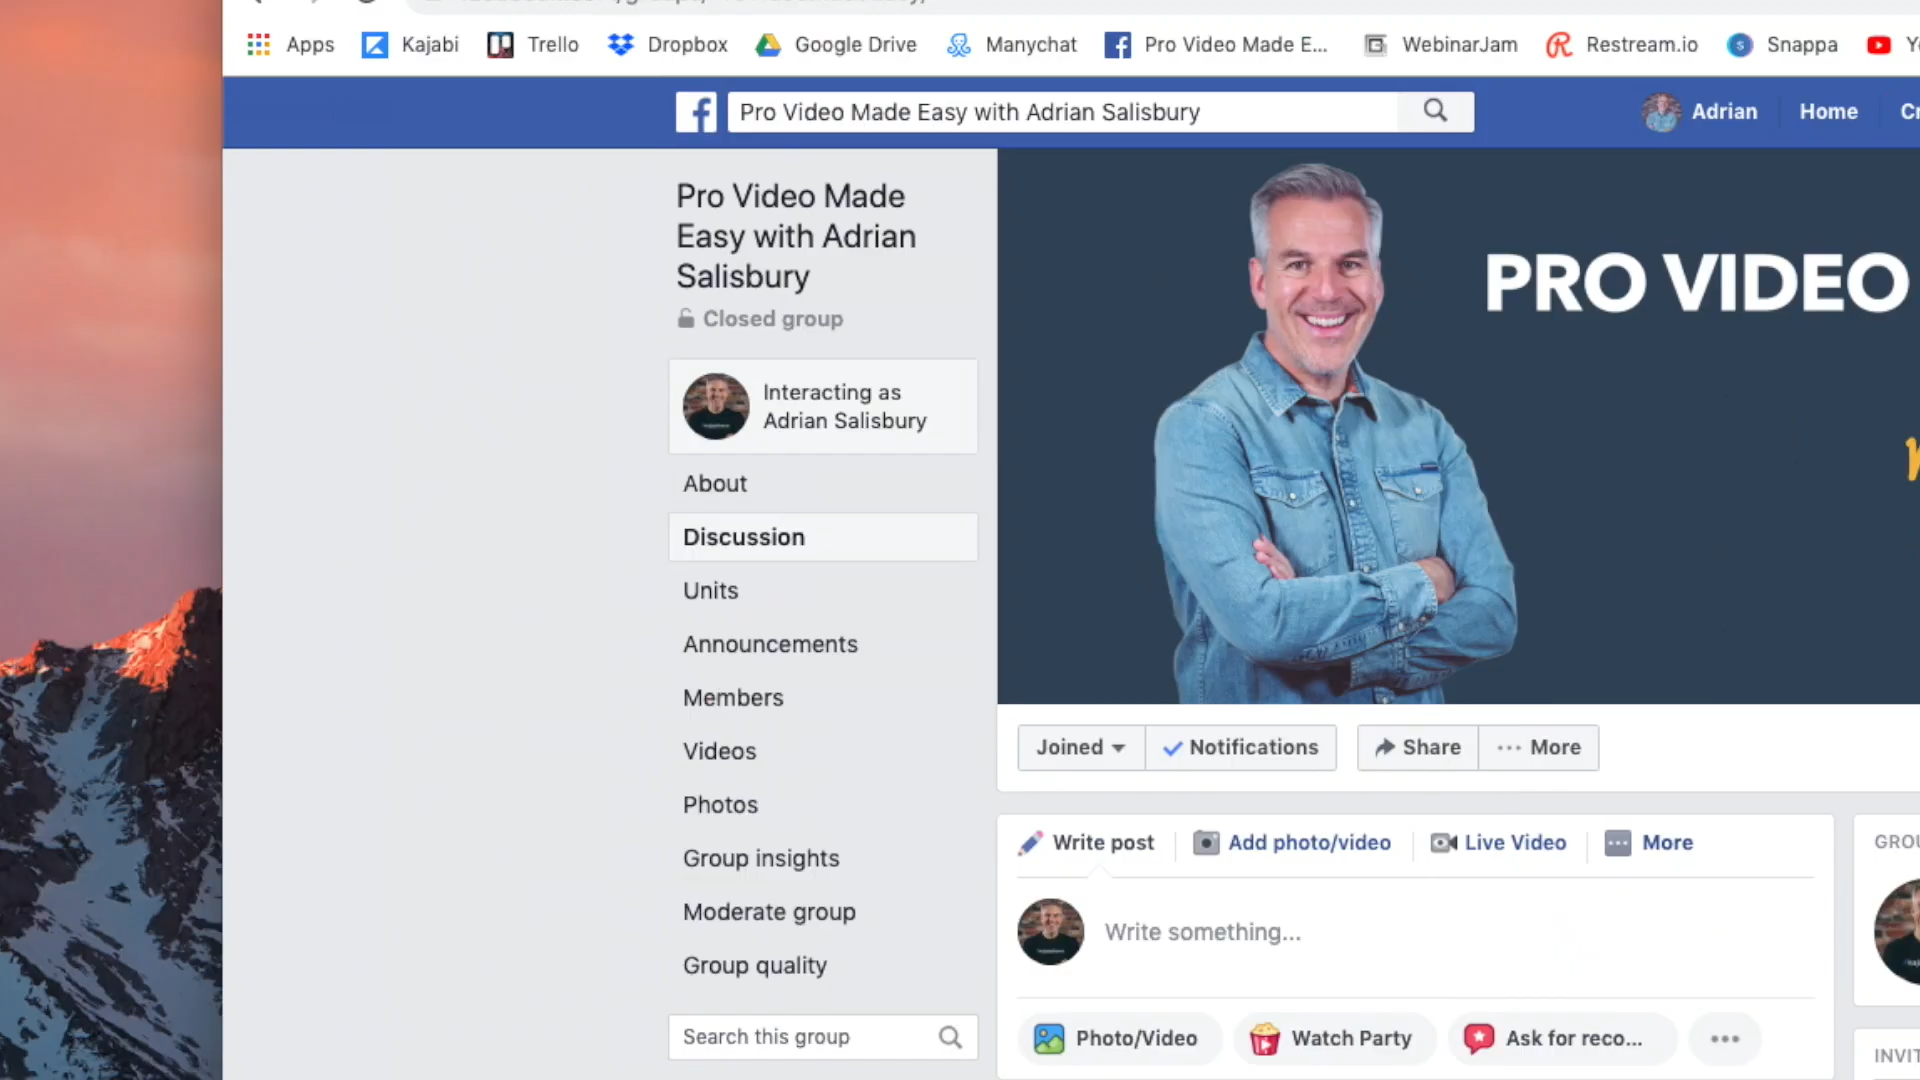 Apps Kajabi Trello Dropbox Google Drive Manychat Pro Video Made E... WebinarJam Restream.io Snappa
Pro Video Made Easy with Adrian Salisbury Adrian Home
Pro Video Made
Easy with Adrian
Salisbury
Closed group
Interacting as
Adrian Salisbury
About
Discussion
Units
Announcements
Members
Videos
Photos
Group insights
Moderate group
Group quality
Search this group
PRO VIDEO
Joined Notifications Share More
Write post Add photo/video Live Video More
Write something...
Photo/Video Watch Party Ask for reco...